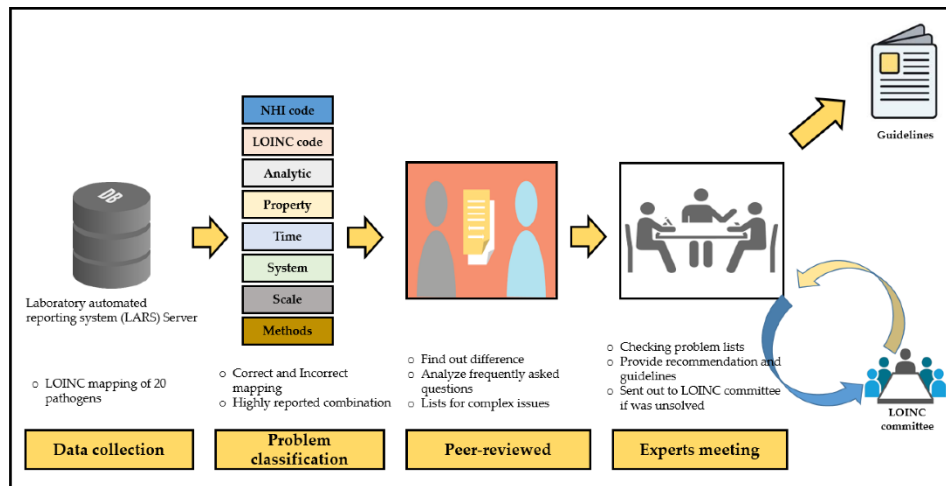 Guidelines
NHI code
LOINC code
Analytic
Property
Time
System
Scale
Methods
DB
Laboratory automated
reporting system (LARS) Server
○ LOINC mapping of 20
pathogens
○ Correct and Incorrect
mapping
○ Highly reported combination
○ Find out difference
○ Analyze frequently asked
questions
○ Lists for complex issues
○ Checking problem lists
○ Provide recommendation and
guidelines
○ Sent out to LOINC committee
if was unsolved
LOINC
committee
Data collection
Problem
classification
Peer-reviewed
Experts meeting